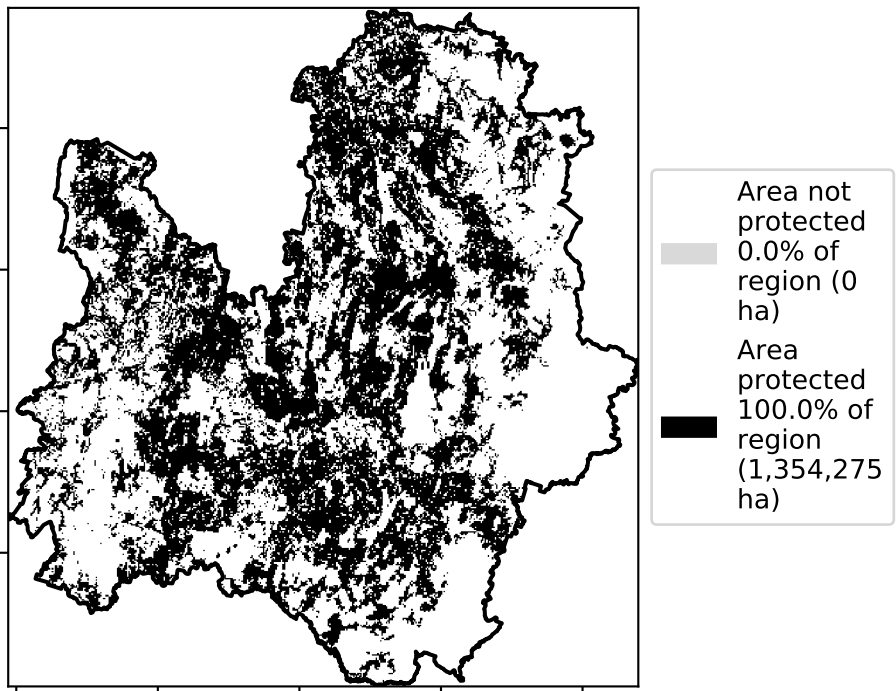 Area not
protected
0.0% of
region (0
ha)
Area
protected
100.0% of
region
(1,354,275
ha)